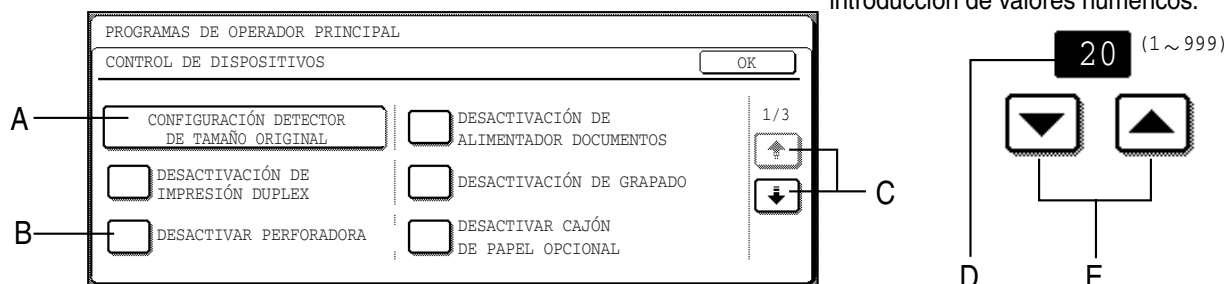 introducción de valores numéricos.
PROGRAMAS DE OPERADOR PRINCIPAL
CONTROL DE DISPOSITIVOS
OK
A
CONFIGURACIÓN DETECTOR
DE TAMAÑO ORIGINAL
DESACTIVACIÓN DE
ALIMENTADOR DOCUMENTOS
1/3
DESACTIVACIÓN DE
IMPRESIÓN DUPLEX
DESACTIVACIÓN DE GRAPADO
C
B
DESACTIVAR PERFORADORA
DESACTIVAR CAJÓN
DE PAPEL OPCIONAL
20 (1~999)
D
E